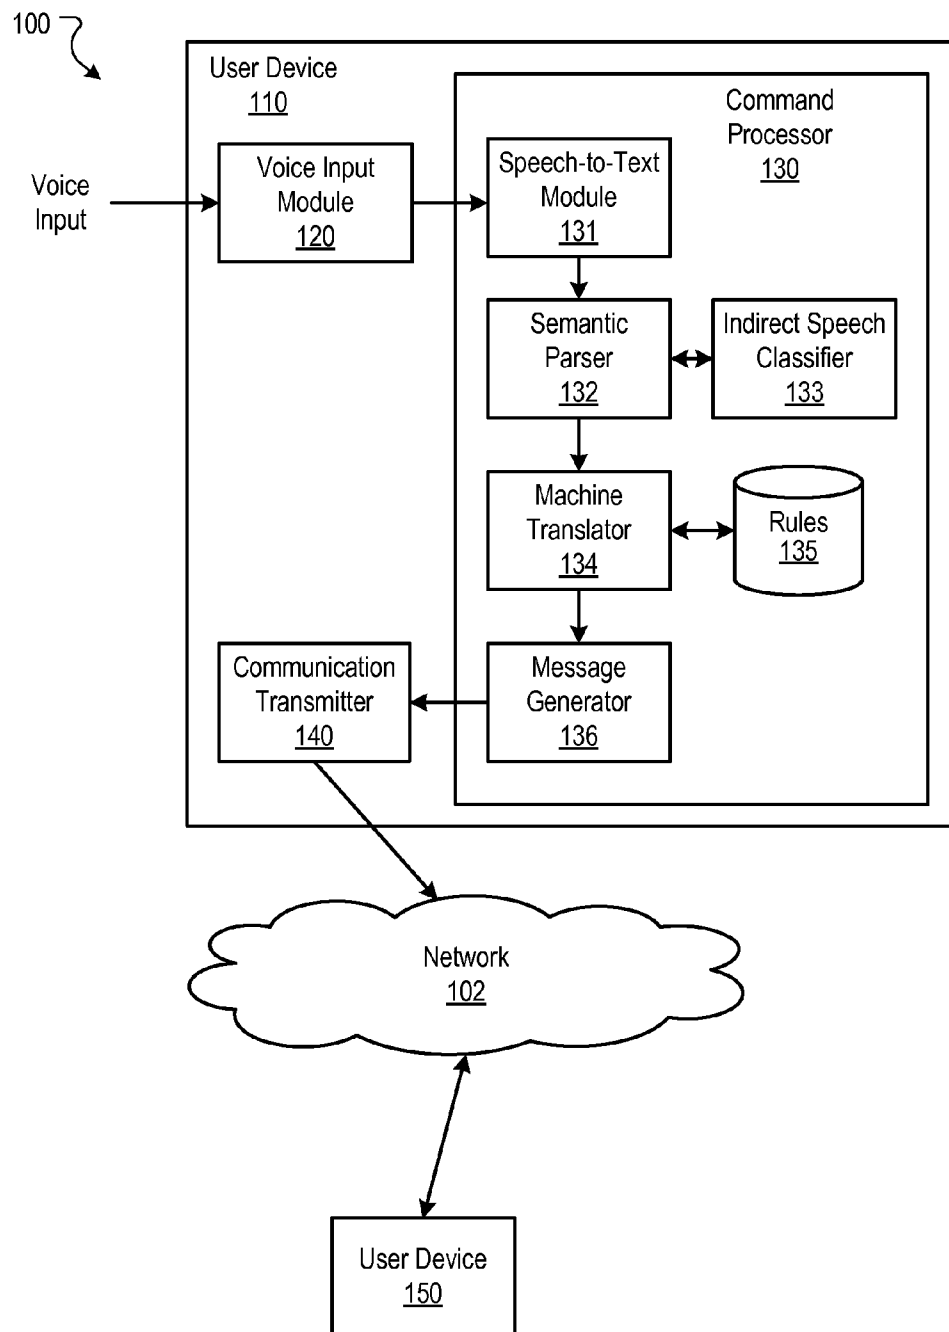 100
User Device
110
Command
Processor
130
Voice
Input
Voice Input
Module
120
Speech-to-Text
Module
131
Semantic
Parser
132
Indirect Speech
Classifier
133
Machine
Translator
134
Rules
135
Communication
Transmitter
140
Message
Generator
136
Network
102
User Device
150